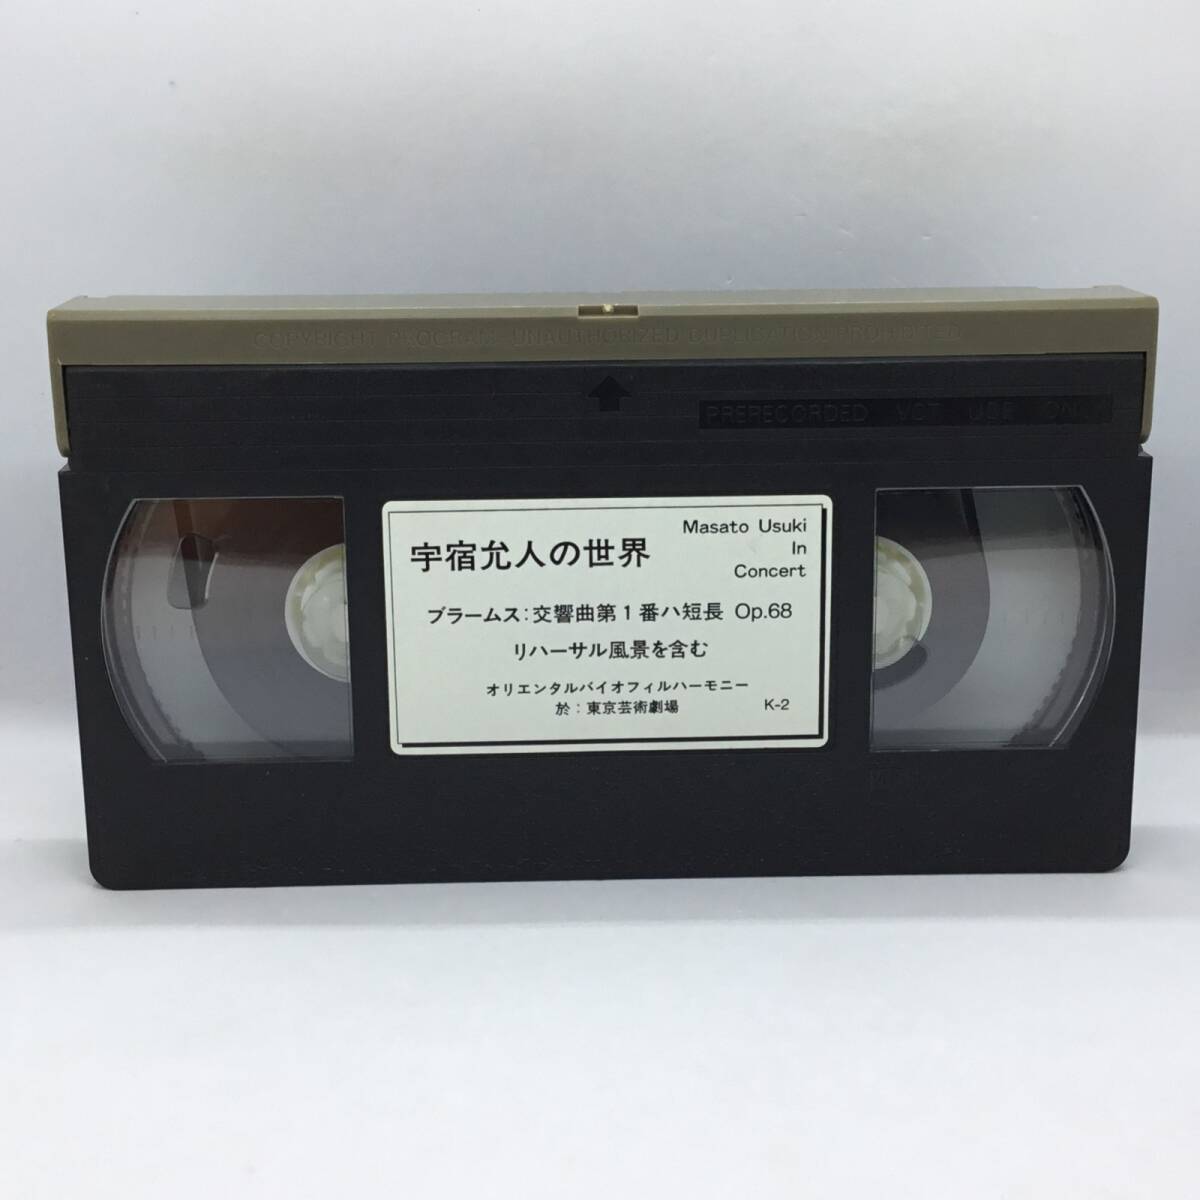 COPYRIGHT PROGRAM UNAUTHORIZED DUPLICATION PROHIBITED
PRERECORDED VCT USE ONLY
宇宿允人の世界
Masato Usuki
In
Concert
ブラームス：交響曲第1番ハ短長 Op.68
リハーサル風景を含む
オリエンタルバイオフィルハーモニー
於：東京芸術劇場
K-2